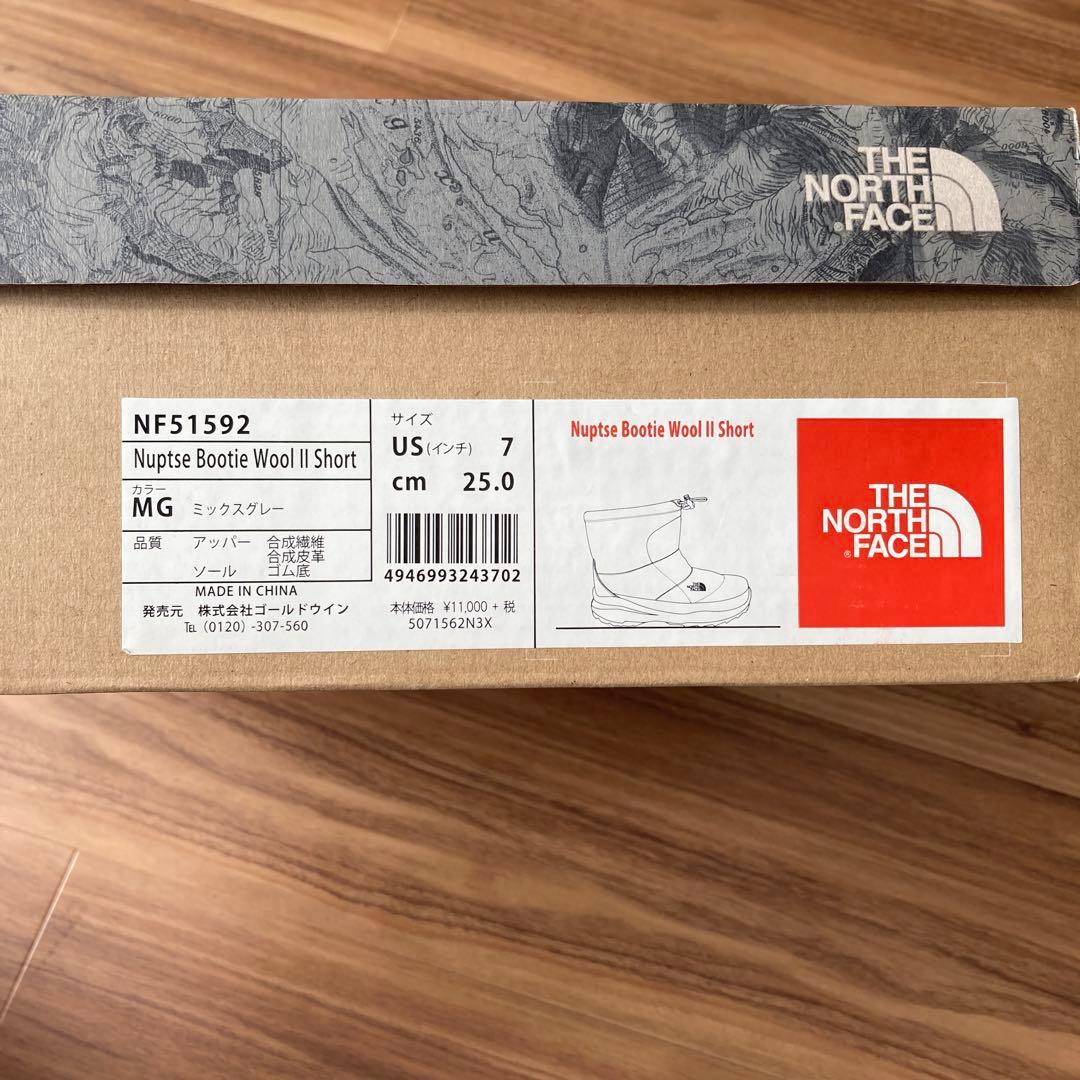 THE
NORTH
FACE
NF51592
Nuptse Bootie Wool II Short
カラー
MG ミックスグレー
品質 アッパー 合成繊維
合成皮革
ソール ゴム底
MADE IN CHINA
発売元 株式会社ゴールドウイン
TEL (0120) -307-560
サイズ
US (インチ) 7
cm 25.0
4946993243702
本体価格 ¥11,000 + 税
5071562N3X
Nuptse Bootie Wool II Short
THE
NORTH
FACE
THE
NORTH
FACE®